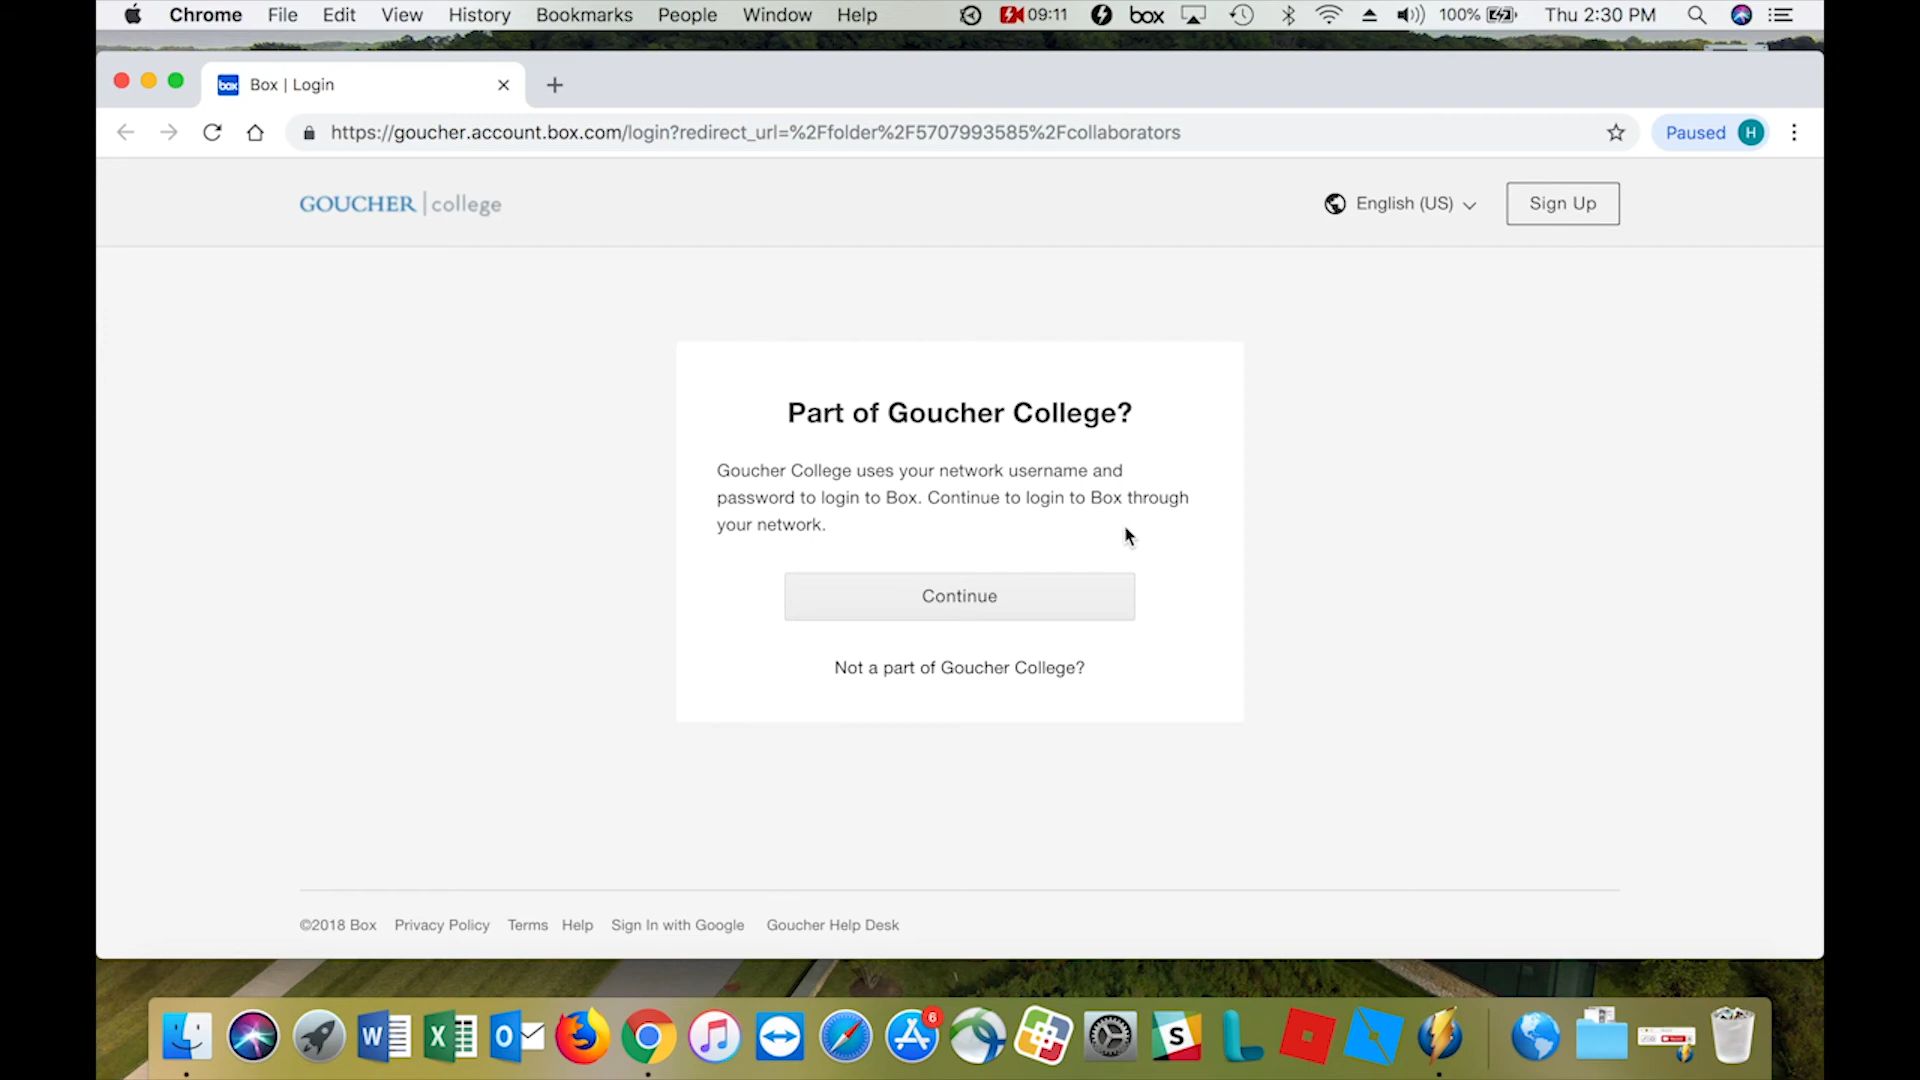 Chrome File Edit View History Bookmarks People Window Help 09:11 box 100% Thu 2:30 PM
box Box | Login
https://goucher.account.box.com/login?redirect_url=%2Ffolder%2F5707993585%2Fcollaborators Paused H
GOUCHER | college English (US) Sign Up
Part of Goucher College?
Goucher College uses your network username and
password to login to Box. Continue to login to Box through
your network.
Continue
Not a part of Goucher College?
©2018 Box Privacy Policy Terms Help Sign In with Google Goucher Help Desk
W X O 6 S